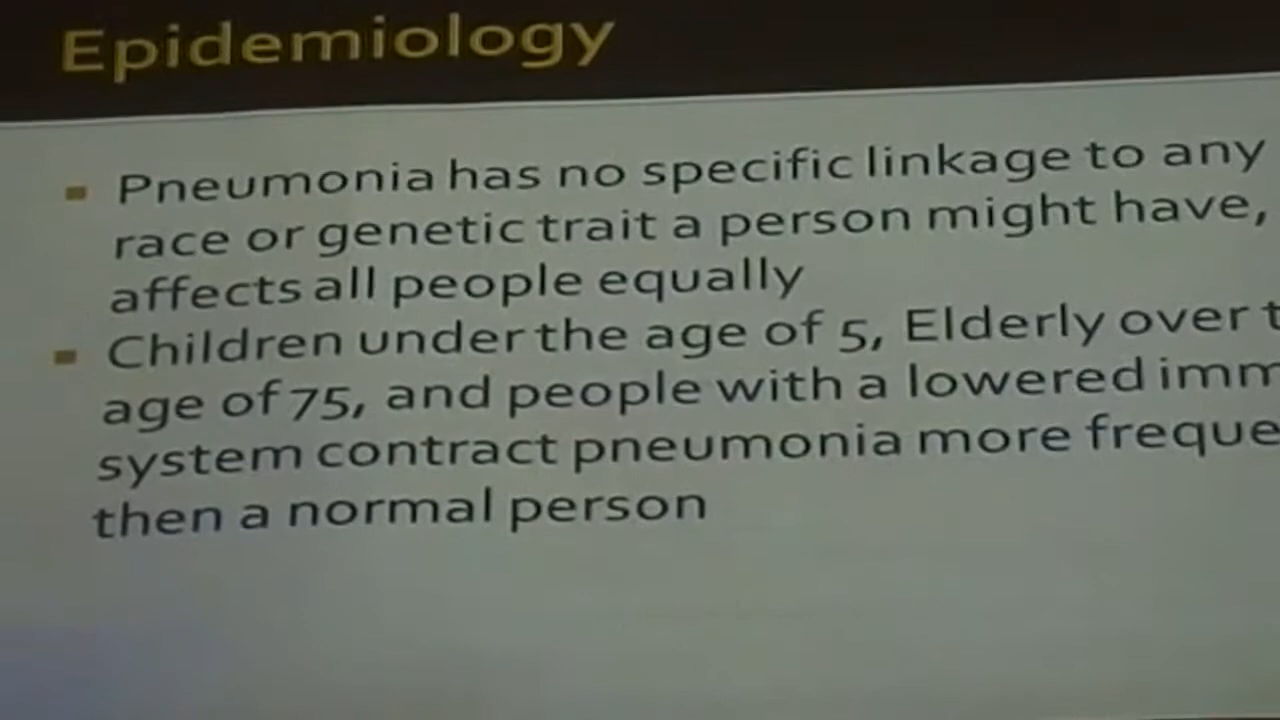 Epidemiology
Pneumonia has no specific linkage to any
race or genetic trait a person might have,
affects all people equally
Children under the age of 5, Elderly over
age of 75, and people with a lowered
system contract pneumonia more
then a normal person